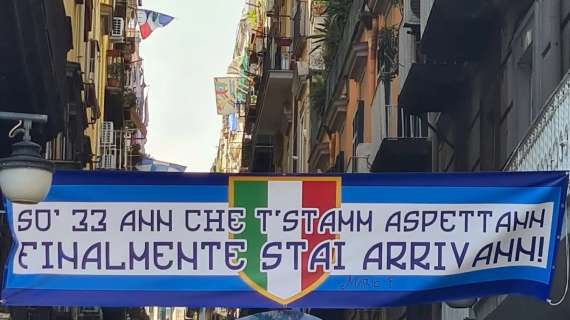 SO' 33 ANN CHE T'STAMM ASPETTANN
FINALMENTE STAI ARRIVANN!